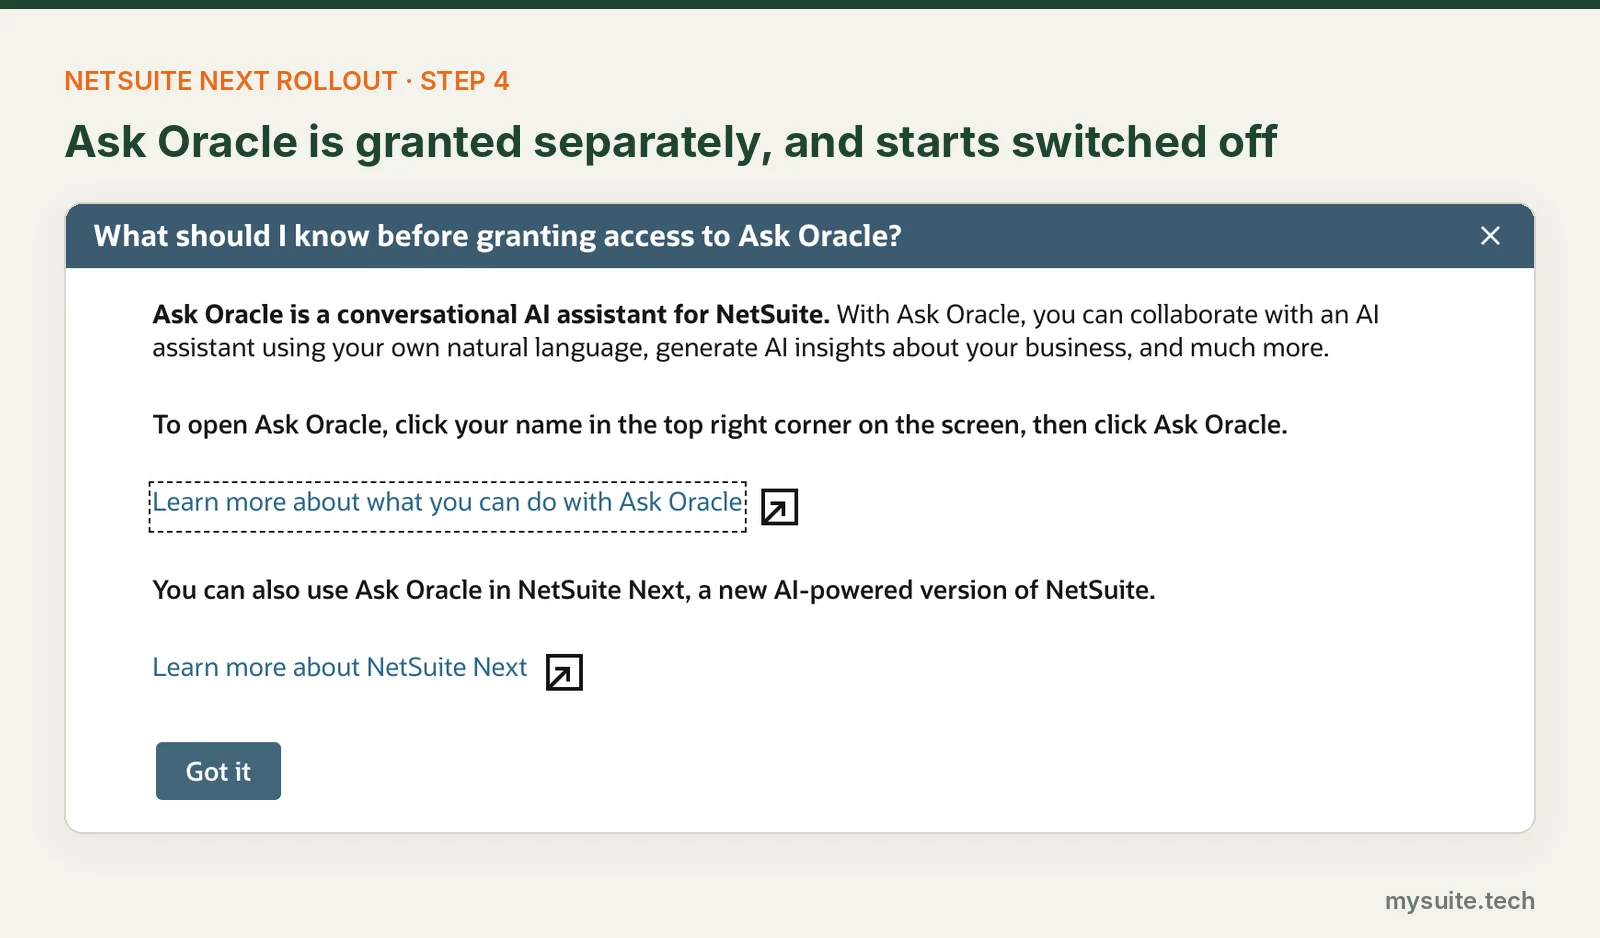 NETSUITE NEXT ROLLOUT · STEP 4
Ask Oracle is granted separately, and starts switched off
What should I know before granting access to Ask Oracle?
Ask Oracle is a conversational AI assistant for NetSuite. With Ask Oracle, you can collaborate with an AI
assistant using your own natural language, generate AI insights about your business, and much more.
To open Ask Oracle, click your name in the top right corner on the screen, then click Ask Oracle.
Learn more about what you can do with Ask Oracle
You can also use Ask Oracle in NetSuite Next, a new AI-powered version of NetSuite.
Learn more about NetSuite Next
Got it
mysuite.tech